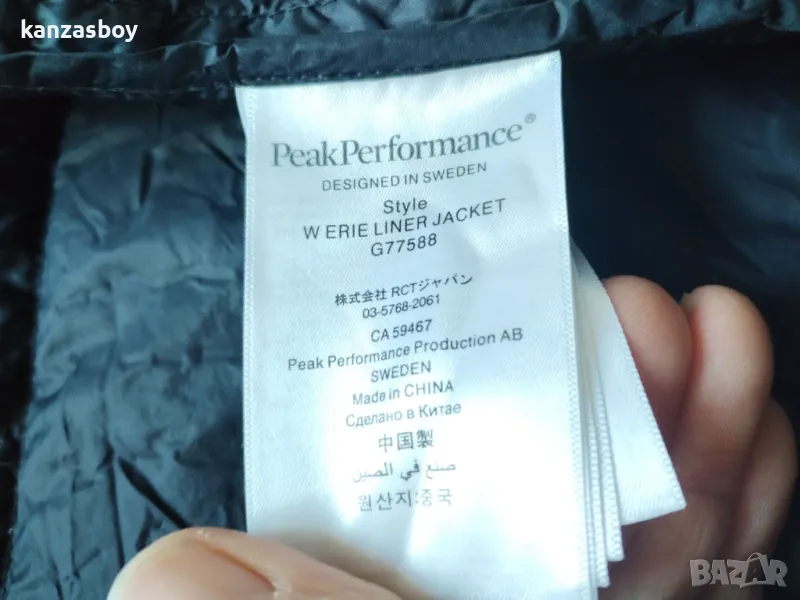 kanzasboy
PeakPerformance®
DESIGNED IN SWEDEN
Style
W ERIE LINER JACKET
G77588
株式会社 RCTジャパン
03-5768-2061
CA 59467
Peak Performance Production AB
SWEDEN
Made in CHINA
Сделано в Китае
中国製
صنع في الصين
원산지:중국
BAZAR